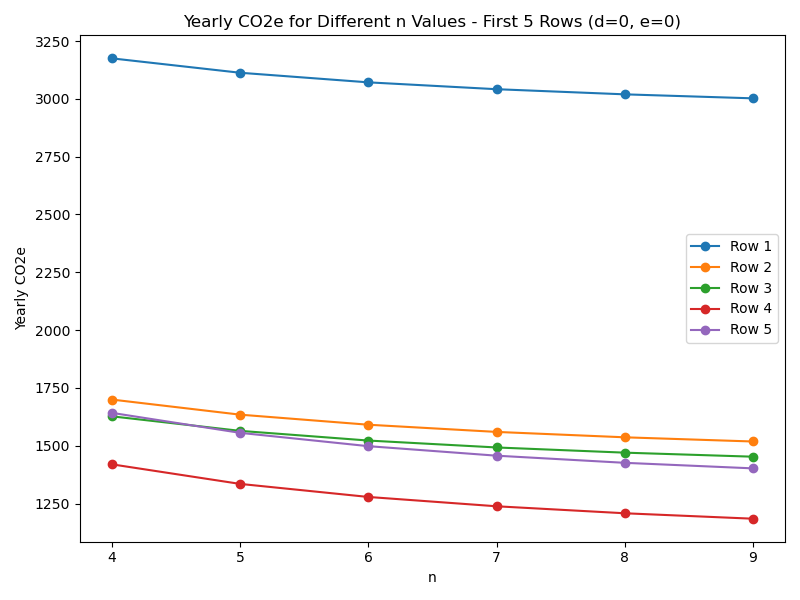 Yearly CO2e for Different n Values - First 5 Rows (d=0, e=0)
Yearly CO2e
3250
3000
2750
2500
2250
2000
1750
1500
1250
Row 1
Row 2
Row 3
Row 4
Row 5
4 5 6 7 8 9
n